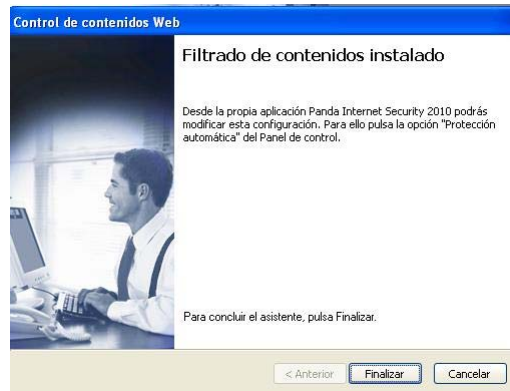 Control de contenidos Web
Filtrado de contenidos instalado
Desde la propia aplicación Panda Internet Security 2010 podrás
modificar esta configuración. Para ello pulsa la opción "Protección
automática" del Panel de control.
Para concluir el asistente, pulsa Finalizar.
< Anterior
Finalizar
Cancelar